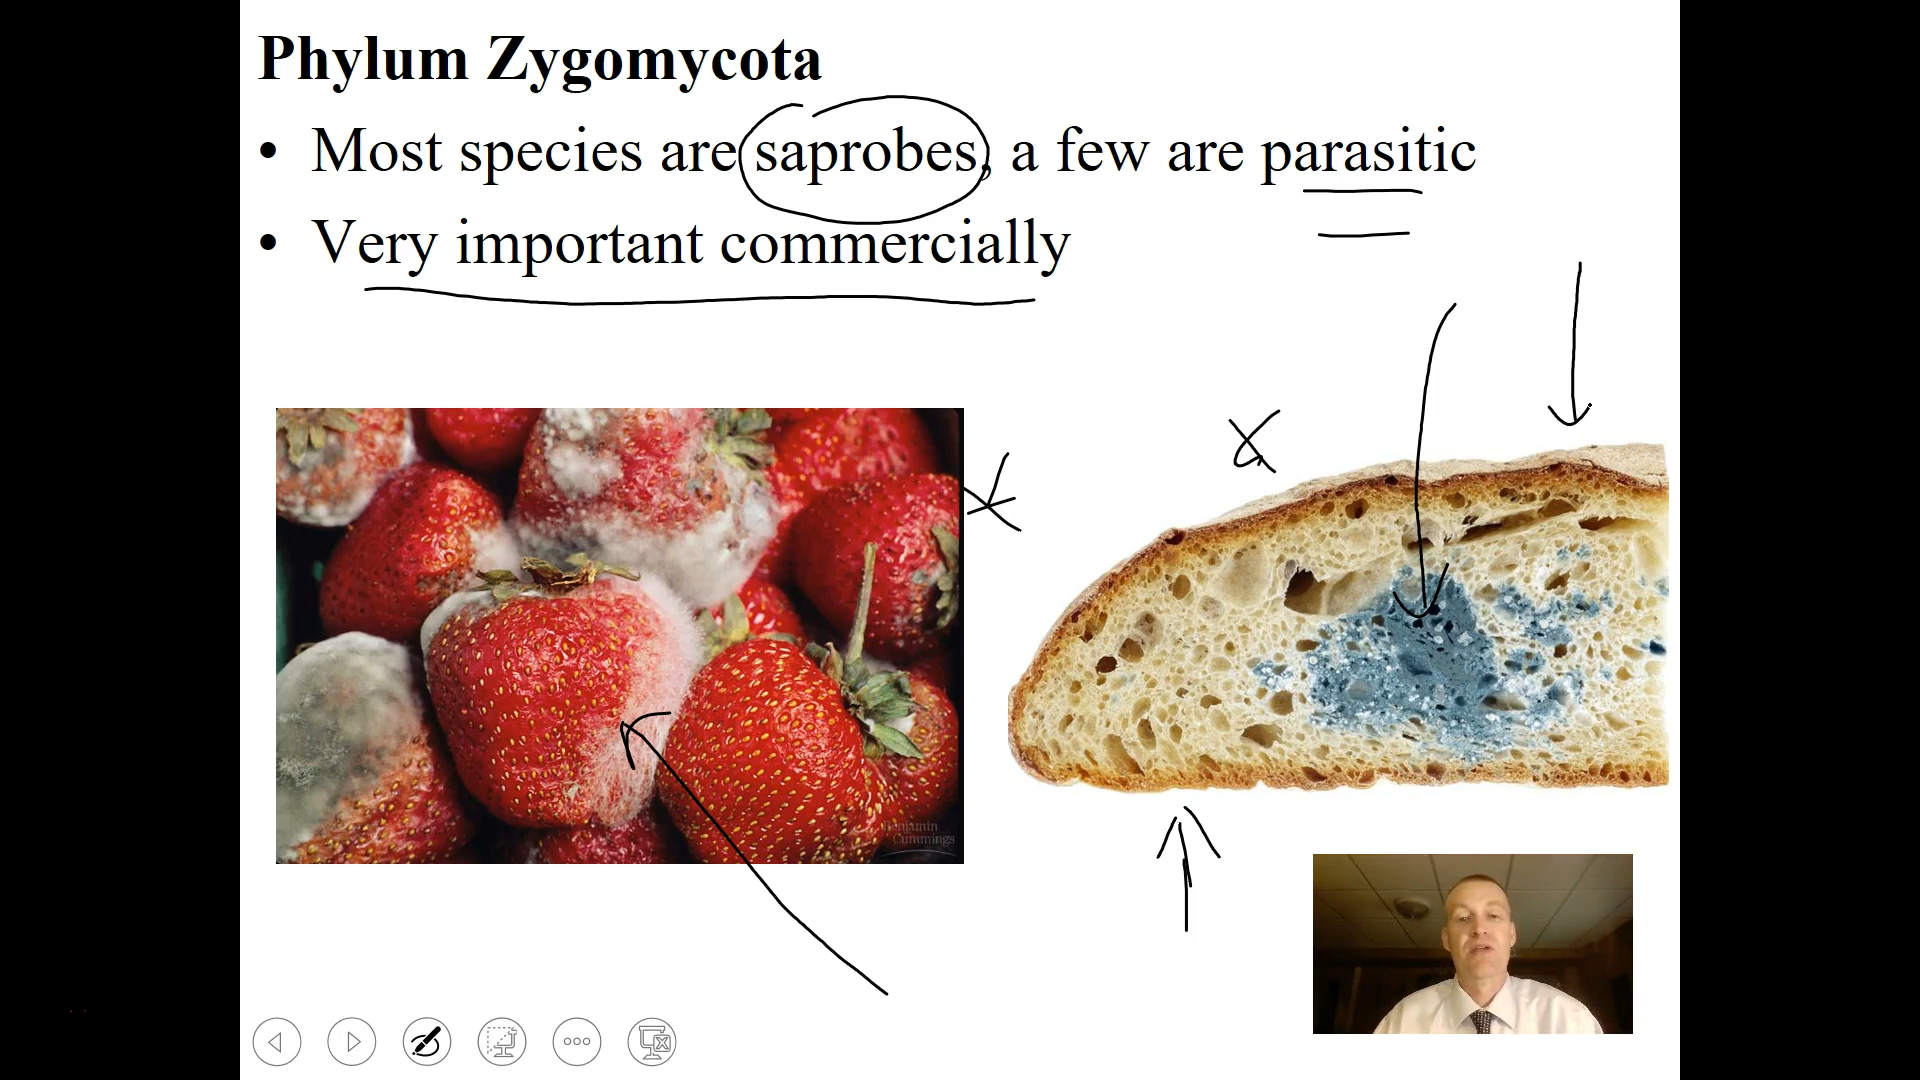 Phylum Zygomycota
• Most species are saprobes, a few are parasitic
• Very important commercially
Benjamin
Cummings